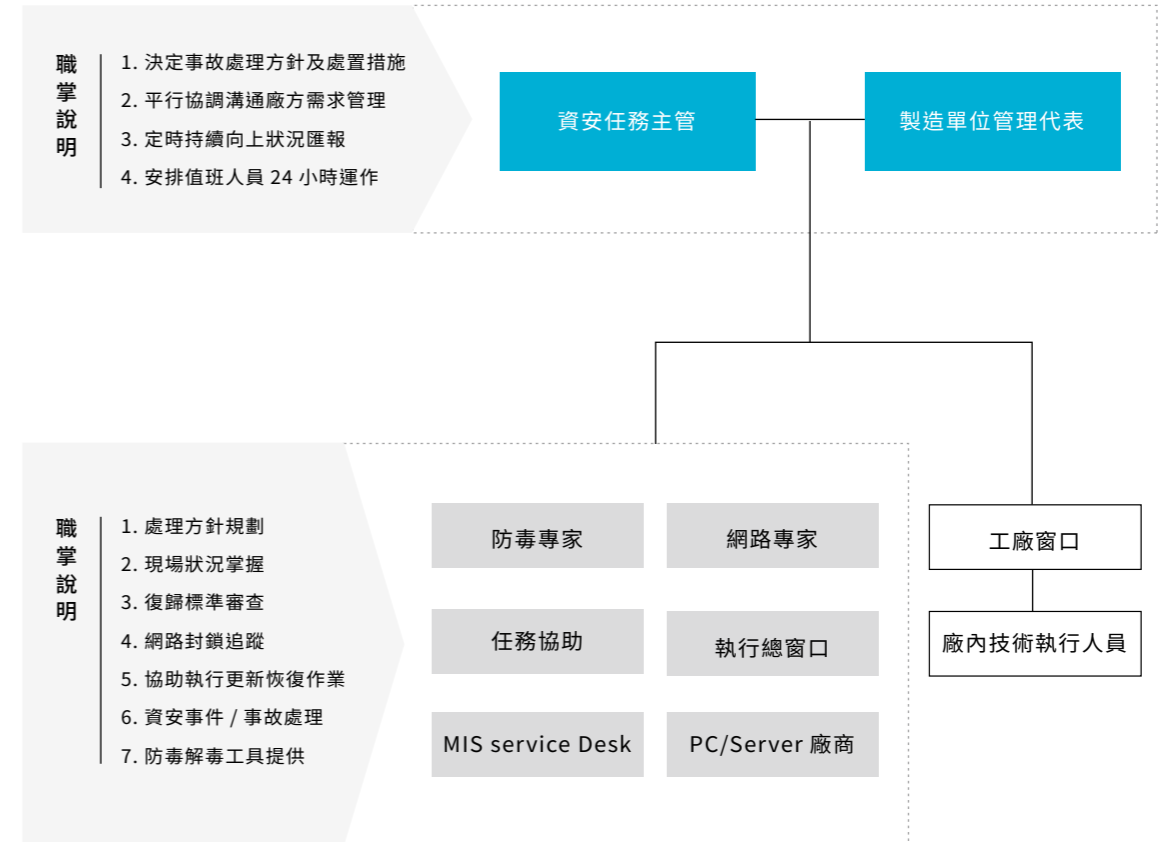 職掌說明
1. 決定事故處理方針及處置措施
2. 平行協調溝通廠方需求管理
3. 定時持續向上狀況匯報
4. 安排值班人員 24 小時運作
資安任務主管
製造單位管理代表
職掌說明
1. 處理方針規劃
2. 現場狀況掌握
3. 復歸標準審查
4. 網路封鎖追蹤
5. 協助執行更新恢復作業
6. 資安事件 / 事故處理
7. 防毒解毒工具提供
防毒專家
網路專家
任務協助
執行總窗口
MIS service Desk
PC/Server 廠商
工廠窗口
廠內技術執行人員